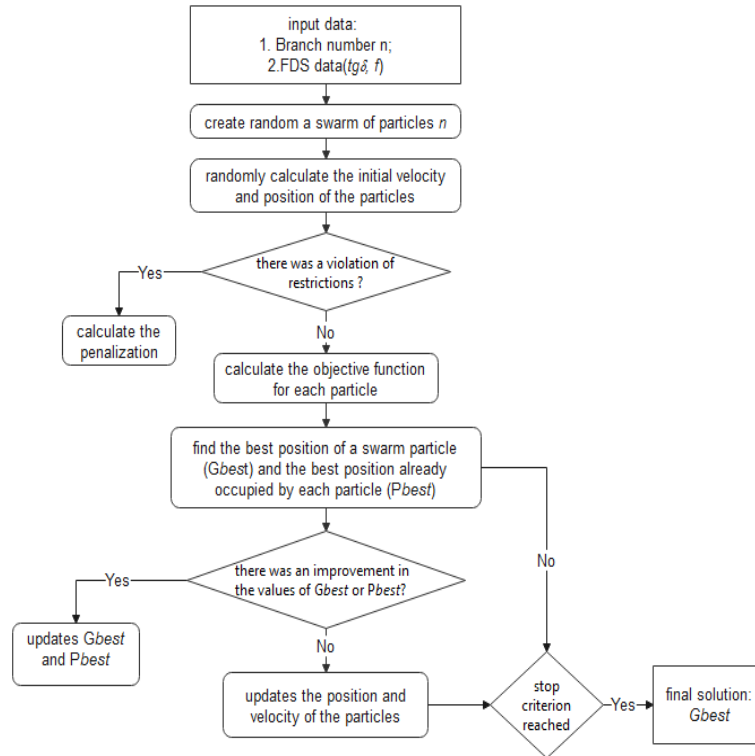 input data:
1. Branch number n;
2.FDS data(tgδ, f)
create random a swarm of particles n
randomly calculate the initial velocity
and position of the particles
there was a violation of
restrictions ?
Yes
calculate the
penalization
No
calculate the objective function
for each particle
find the best position of a swarm particle
(Gbest) and the best position already
occupied by each particle (Pbest)
there was an improvement in
the values of Gbest or Pbest?
Yes
updates Gbest
and Pbest
No
updates the position and
velocity of the particles
No
stop
criterion
reached
Yes
final solution:
Gbest